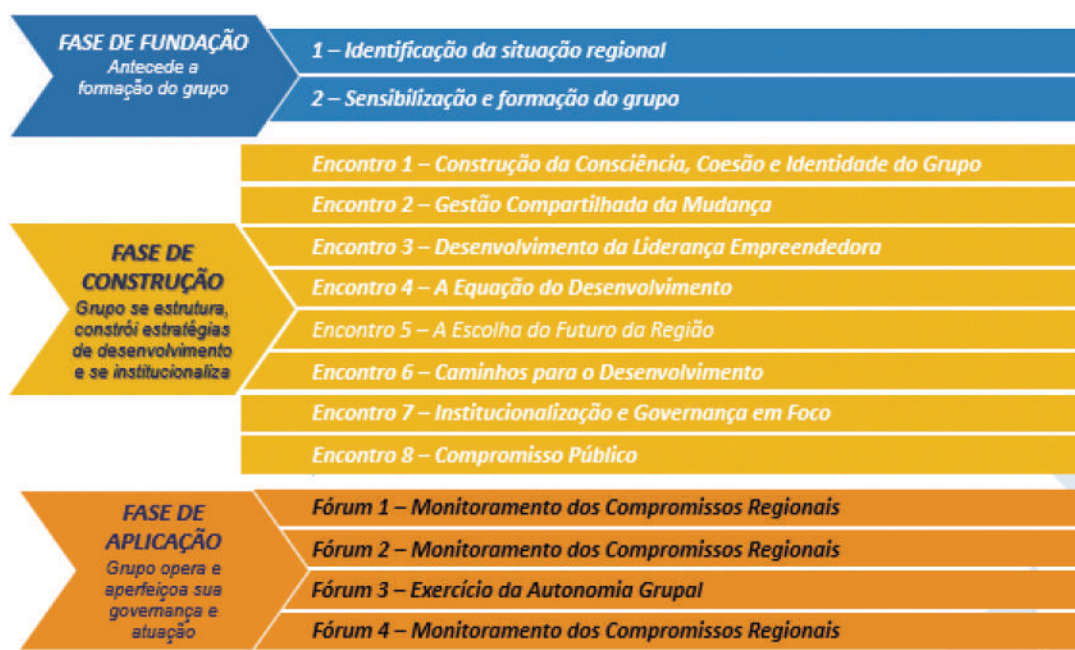 FASE DE FUNDAÇÃO
Antecede a
formação do grupo
1 – Identificação da situação regional
2 – Sensibilização e formação do grupo
FASE DE
CONSTRUÇÃO
Grupo se estrutura,
constrói estratégias
de desenvolvimento
e se institucionaliza
Encontro 1 – Construção da Consciência, Coesão e Identidade do Grupo
Encontro 2 – Gestão Compartilhada da Mudança
Encontro 3 – Desenvolvimento da Liderança Empreendedora
Encontro 4 – A Equação do Desenvolvimento
Encontro 5 – A Escolha do Futuro da Região
Encontro 6 – Caminhos para o Desenvolvimento
Encontro 7 – Institucionalização e Governança em Foco
Encontro 8 – Compromisso Público
FASE DE
APLICAÇÃO
Grupo opera e
aperfeiçoa sua
governança e
atuação
Fórum 1 – Monitoramento dos Compromissos Regionais
Fórum 2 – Monitoramento dos Compromissos Regionais
Fórum 3 – Exercício da Autonomia Grupal
Fórum 4 – Monitoramento dos Compromissos Regionais